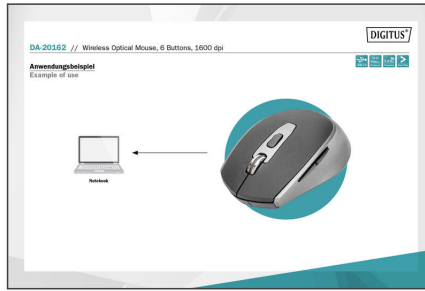 DIGITUS®
DA-20162 // Wireless Optical Mouse, 6 Buttons, 1600 dpi
Anwendungsbeispiel
Example of use
Notebook